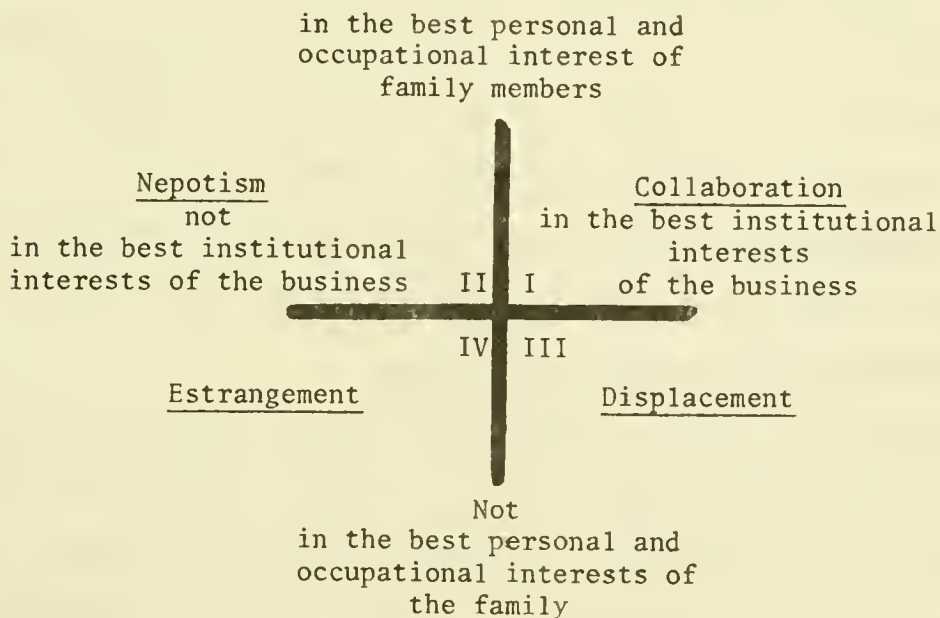 in the best personal and
occupational interest of
family members
Nepotism
not
in the best institutional
interests of the business
Collaboration
in the best institutional
interests
of the business
II
I
IV
III
Estrangement
Displacement
Not
in the best personal and
occupational interests of
the family